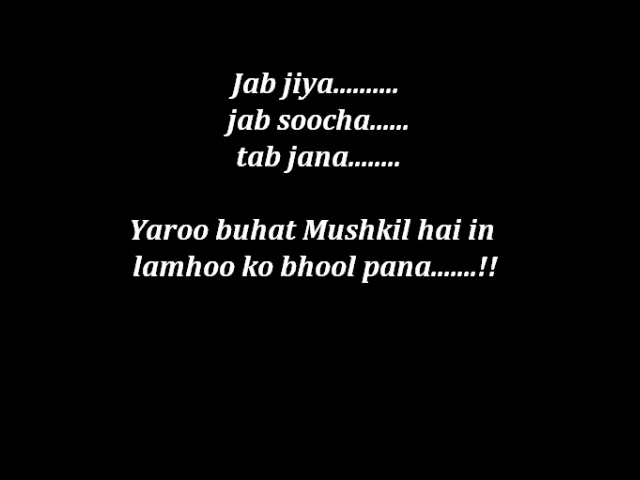 Jab jiya..........
jab soocha......
tab jana........
Yaroo buhat Mushkil hai in
lamhoo ko bhool pana.......!!